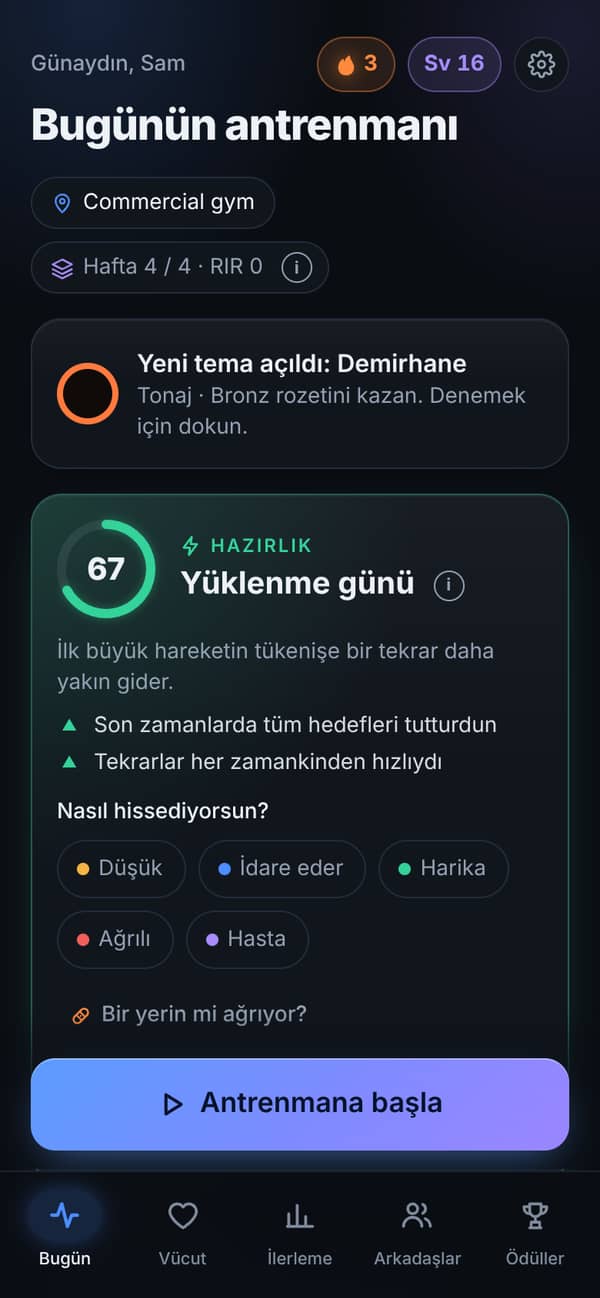 Günaydın, Sam
3
Sv 16
Bugünün antrenmanı
Commercial gym
Hafta 4 / 4 · RIR 0
i
Yeni tema açıldı: Demirhane
Tonaj · Bronz rozetini kazan. Denemek
için dokun.
67
HAZIRLIK
Yüklenme günü
i
İlk büyük hareketin tükenişe bir tekrar daha
yakın gider.
Son zamanlarda tüm hedefleri tutturdun
Tekrarlar her zamankinden hızlıydı
Nasıl hissediyorsun?
Düşük
İdare eder
Harika
Ağrılı
Hasta
Bir yerin mi ağrıyor?
Antrenmana başla
Bugün
Vücut
İlerleme
Arkadaşlar
Ödüller